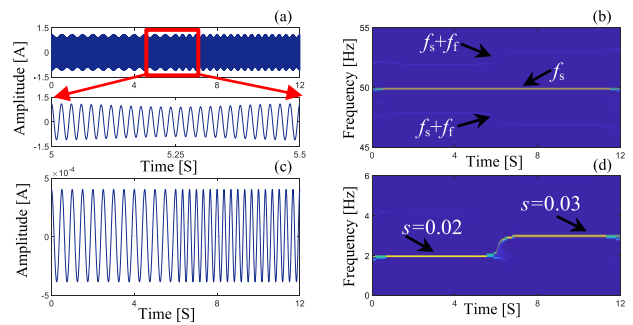 (a)
Amplitude [A]
1.5
0
-1.5
0
4
8
12
1.5
0
-1.5
5
5.25
5.5
Time [S]
(b)
Frequency [Hz]
55
50
45
fs+ff
fs
fs+ff
0
4
8
12
Time [S]
(c)
Amplitude [A]
×10-4
5
0
-5
0
4
8
12
Time [S]
(d)
Frequency [Hz]
6
4
2
0
s=0.02
s=0.03
0
4
8
12
Time [S]